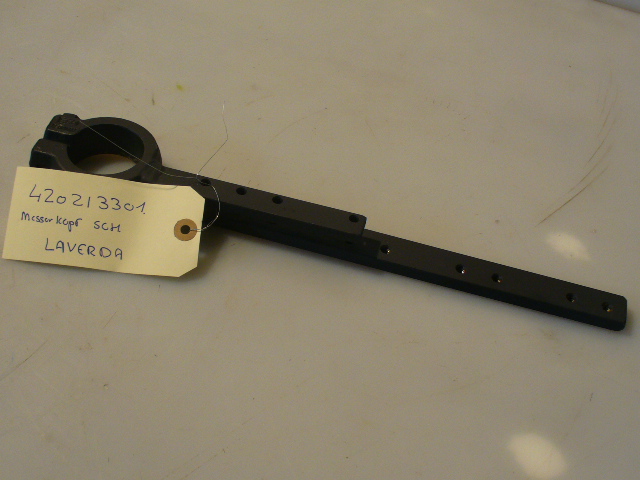 420213301.
Messerkopf SCH
LAVERDA